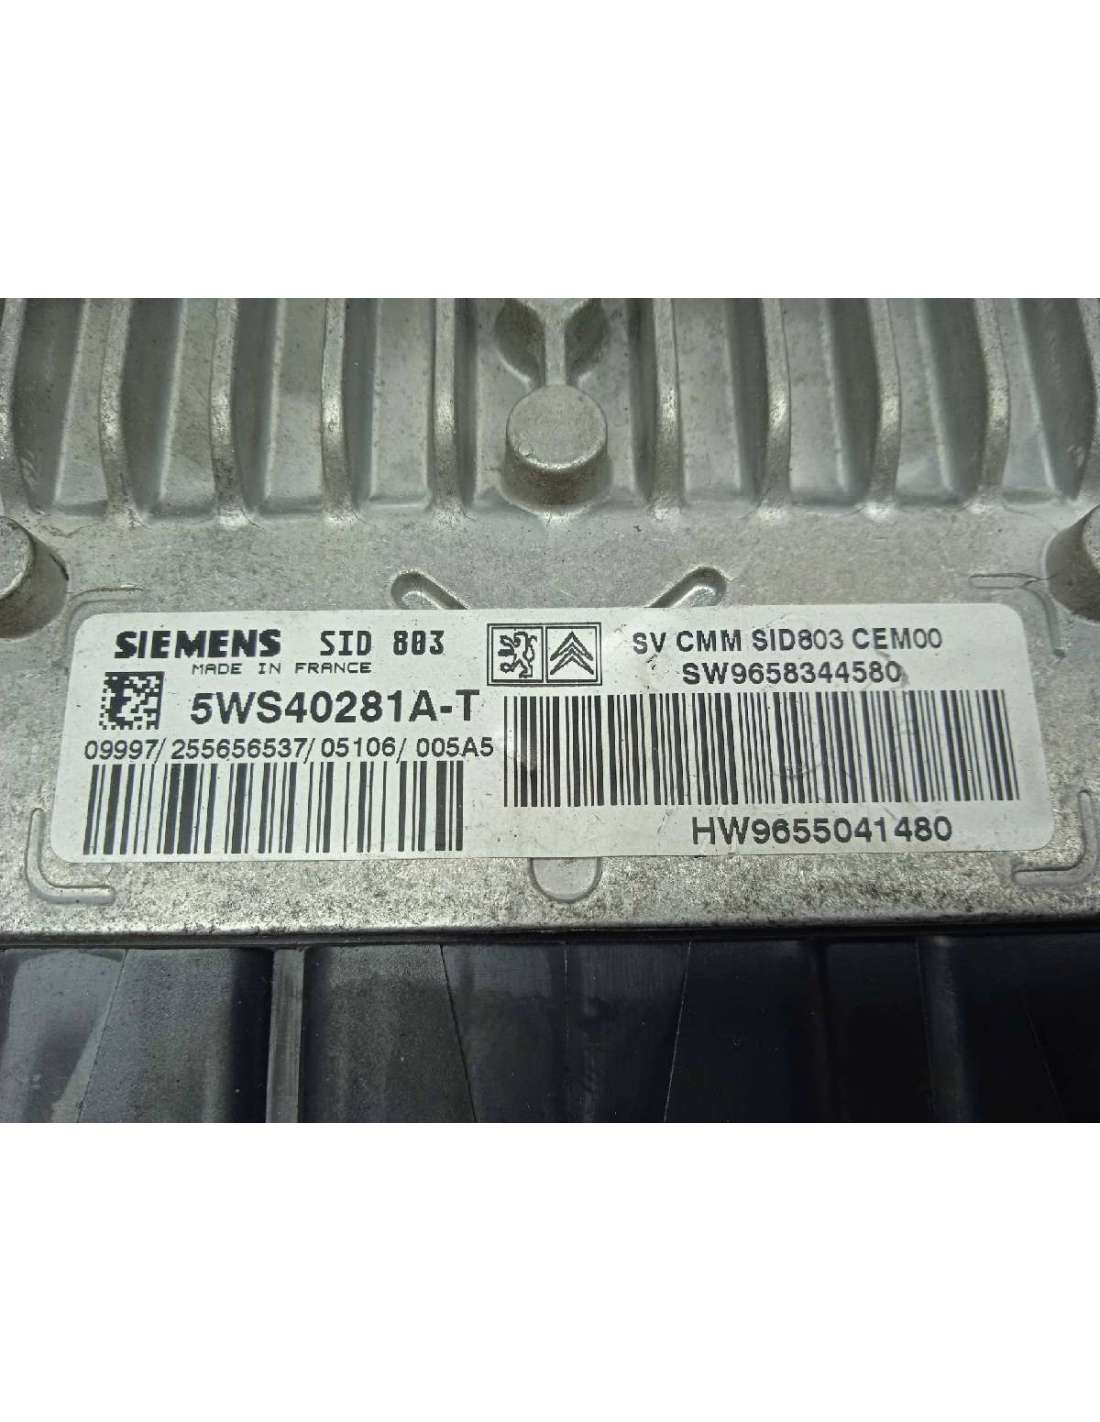 SIEMENS SID 803
MADE IN FRANCE
5WS40281A-T
09997/255656537/05106/005A5
SV CMM SID803 CEM00
SW9658344580
HW9655041480